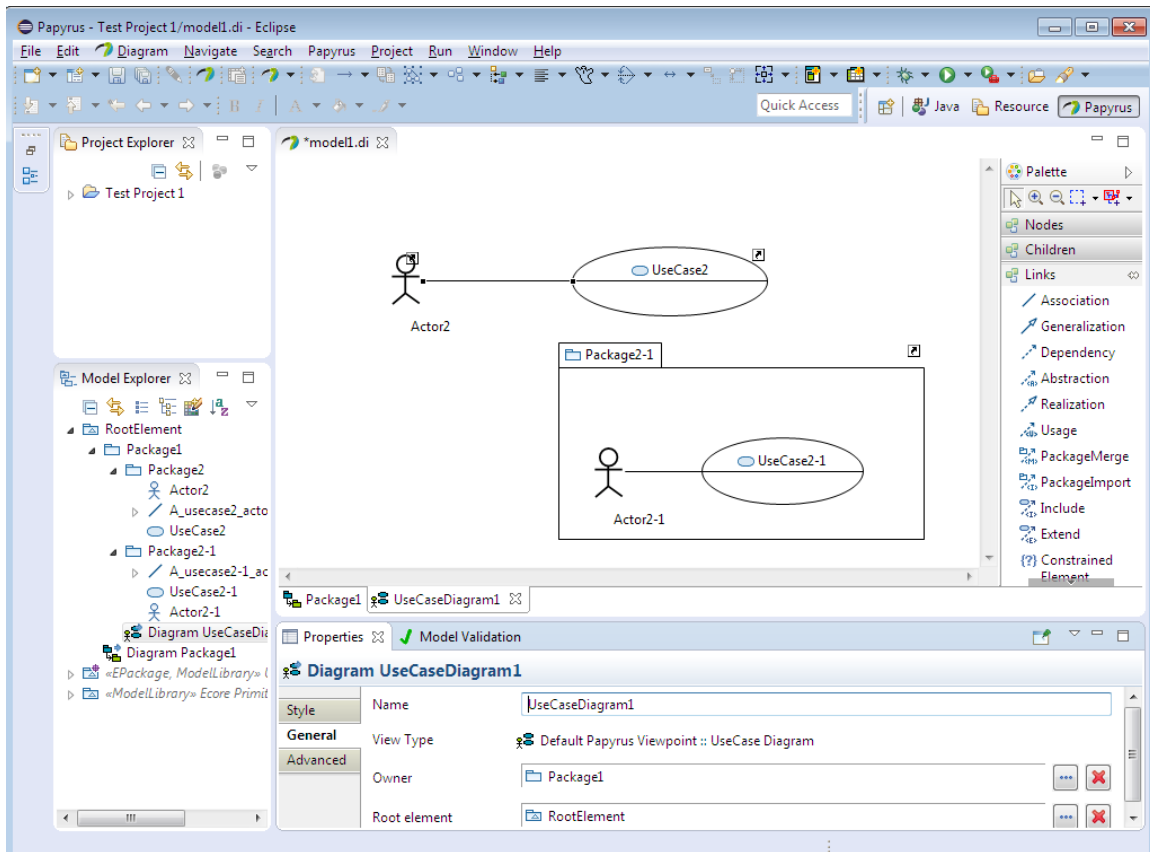 Papyrus - Test Project 1/model1.di - Eclipse
File Edit Diagram Navigate Search Papyrus Project Run Window Help
Quick Access Java Resource Papyrus
Project Explorer
Test Project 1
*model1.di
Actor2
UseCase2
Package2-1
Actor2-1
UseCase2-1
Palette
Nodes
Children
Links
Association
Generalization
Dependency
Abstraction
Realization
Usage
PackageMerge
PackageImport
Include
Extend
{?} Constrained
Element
Model Explorer
RootElement
Package1
Package2
Actor2
A_usecase2_acto
UseCase2
Package2-1
A_usecase2-1_ac
UseCase2-1
Actor2-1
Diagram UseCaseDia
Diagram Package1
«EPackage, ModelLibrary»
«ModelLibrary» Ecore Primit
Package1 UseCaseDiagram1
Properties Model Validation
Diagram UseCaseDiagram1
Style
General
Advanced
Name UseCaseDiagram1
View Type Default Papyrus Viewpoint :: UseCase Diagram
Owner Package1
Root element RootElement